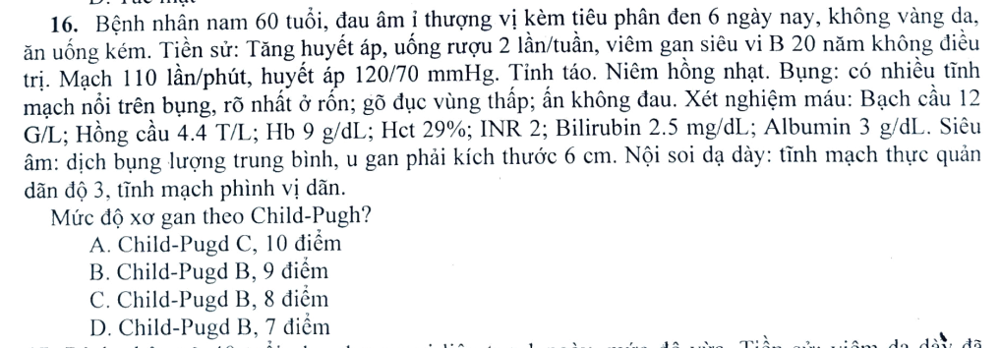 16. Bệnh nhân nam 60 tuổi, đau âm ỉ thượng vị kèm tiêu phân đen 6 ngày nay, không vàng da,
ăn uống kém. Tiền sử: Tăng huyết áp, uống rượu 2 lần/tuần, viêm gan siêu vi B 20 năm không điều
trị. Mạch 110 lần/phút, huyết áp 120/70 mmHg. Tỉnh táo. Niêm hồng nhạt. Bụng: có nhiều tĩnh
mạch nổi trên bụng, rõ nhất ở rốn; gõ đục vùng thấp; ấn không đau. Xét nghiệm máu: Bạch cầu 12
G/L; Hồng cầu 4.4 T/L; Hb 9 g/dL; Hct 29%; INR 2; Bilirubin 2.5 mg/dL; Albumin 3 g/dL. Siêu
âm: dịch bụng lượng trung bình, u gan phải kích thước 6 cm. Nội soi dạ dày: tĩnh mạch thực quản
dãn độ 3, tĩnh mạch phình vị dãn.
Mức độ xơ gan theo Child-Pugh?
A. Child-Pugd C, 10 điểm
B. Child-Pugd B, 9 điểm
C. Child-Pugd B, 8 điểm
D. Child-Pugd B, 7 điểm